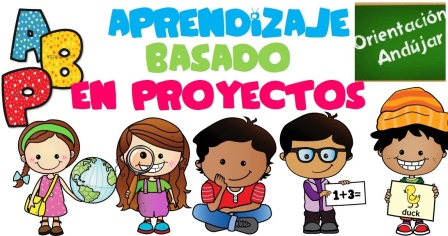 ABP
APRENDIZAJE
BASADO
EN PROYECTOS
Orientación
Andújar
1+3=
duck